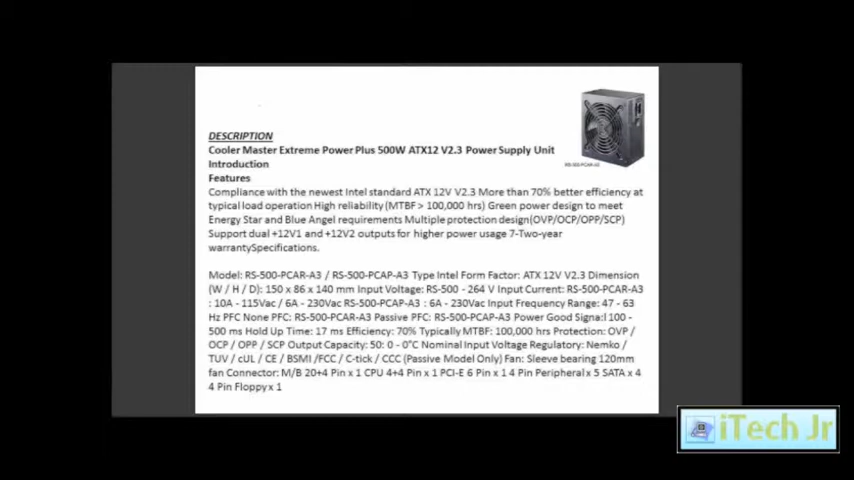 DESCRIPTION
Cooler Master Extreme Power Plus 500W ATX12 V2.3 Power Supply Unit
Introduction
Features
Compliance with the newest Intel standard ATX 12V V2.3 More than 70% better efficiency at
typical load operation High reliability (MTBF > 100,000 hrs) Green power design to meet
Energy Star and Blue Angel requirements Multiple protection design(OVP/OCP/OPP/SCP)
Support dual +12V1 and +12V2 outputs for higher power usage 7-Two-year
warrantySpecifications.
RS-500-PCAR-A3
Model: RS-500-PCAR-A3 / RS-500-PCAP-A3 Type Intel Form Factor: ATX 12V V2.3 Dimension
(W / H / D): 150 x 86 x 140 mm Input Voltage: RS-500 - 264 V Input Current: RS-500-PCAR-A3
: 10A - 115Vac / 6A - 230Vac RS-500-PCAP-A3 : 6A - 230Vac Input Frequency Range: 47 - 63
Hz PFC None PFC: RS-500-PCAR-A3 Passive PFC: RS-500-PCAP-A3 Power Good Signa:l 100 -
500 ms Hold Up Time: 17 ms Efficiency: 70% Typically MTBF: 100,000 hrs Protection: OVP /
OCP / OPP / SCP Output Capacity: 50: 0 - 0°C Nominal Input Voltage Regulatory: Nemko /
TUV / cUL / CE / BSMI /FCC / C-tick / CCC (Passive Model Only) Fan: Sleeve bearing 120mm
fan Connector: M/B 20+4 Pin x 1 CPU 4+4 Pin x 1 PCI-E 6 Pin x 1 4 Pin Peripheral x 5 SATA x 4
4 Pin Floppy x 1
iTech Jr